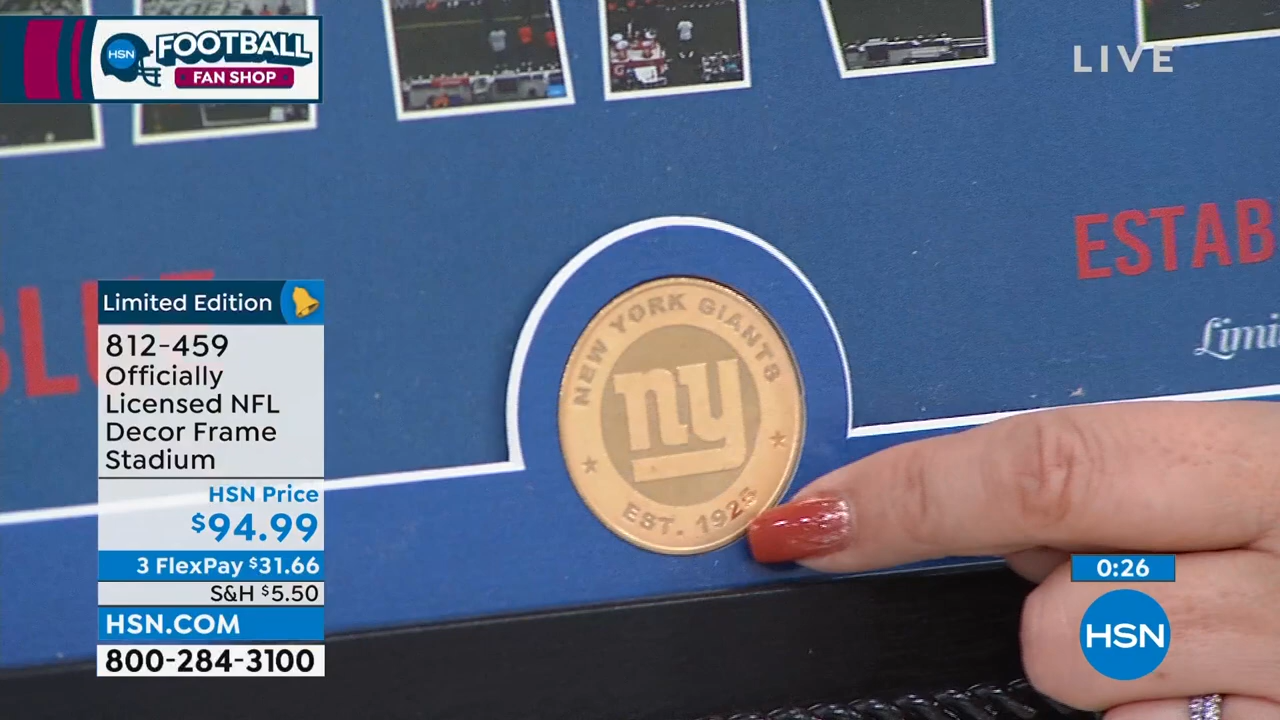 HSN
FOOTBALL
FAN SHOP
LIVE
ESTAB
Limi
Limited Edition
812-459
Officially
Licensed NFL
Decor Frame
Stadium
HSN Price
$94.99
3 FlexPay $31.66
S&H $5.50
HSN.COM
800-284-3100
NEW YORK GIANTS
ny
EST. 1925
0:26
HSN